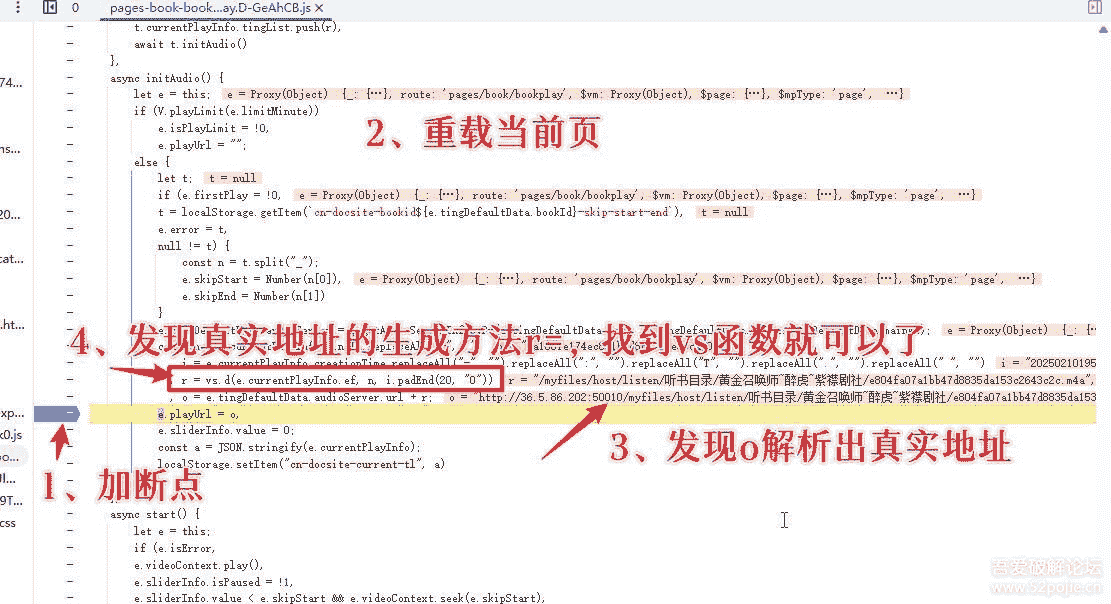 0 pages-book-book...ay.D-GeAhCB.js ×
t.currentPlayInfo.tingList.push(r),
await t.initAudio()
},
74...
async initAudio() {
let e = this; e = Proxy(Object) {_: {…}, route: 'pages/book/bookplay', $vm: Proxy(Object), $page: {…}, $mpType: 'page', …}
if (V.playLimit(e.limitMinute))
e.isPlayLimit = !0,
2、重载当前页
ns...
e.playUrl = "";
else {
let t; t = null
if (e.firstPlay = !0, e = Proxy(Object) {_: {…}, route: 'pages/book/bookplay', $vm: Proxy(Object), $page: {…}, $mpType: 'page', …}
20...
t = localStorage.getItem(`cn-docsite-bookid${e.tingDefaultData.bookId}-skip-start-end`), t = null
e.error = t,
null != t) {
cat...
const n = t.split("_");
e.skipStart = Number(n[0]), e = Proxy(Object) {_: {…}, route: 'pages/book/bookplay', $vm: Proxy(Object), $page: {…}, $mpType: 'page', …}
e.skipEnd = Number(n[1])
}
.ht...
4、发现真实地址的生成方法r=，找到vs函数就可以了
r = vs.d(e.currentPlayInfo.ef, n, i.padEnd(20, "0")) r = "/myfiles/host/listen/听书目录/黄金召唤师~醉虎~紫襟剧社/e804fa07a1bb47d8835da153c2643c2c.m4a",
, o = e.tingDefaultData.audioServer.url + r; o = "http://36.5.86.202:50010/myfiles/host/listen/听书目录/黄金召唤师~醉虎~紫襟剧社/e804fa07a1bb47d8835da153
xp...
e.playUrl = o,
k0.js
e.sliderInfo.value = 0;
const a = JSON.stringify(e.currentPlayInfo);
3、发现o解析出真实地址
localStorage.setItem("cn-docsite-current-tl", a)
1、加断点
9T...
css
async start() {
let e = this;
if (e.isError,
e.videoContext.play(),
e.sliderInfo.isPaused = !1,
e.sliderInfo.value < e.skipStart && e.videoContext.seek(e.skipStart),
吾爱破解论坛
www.52pojie.cn